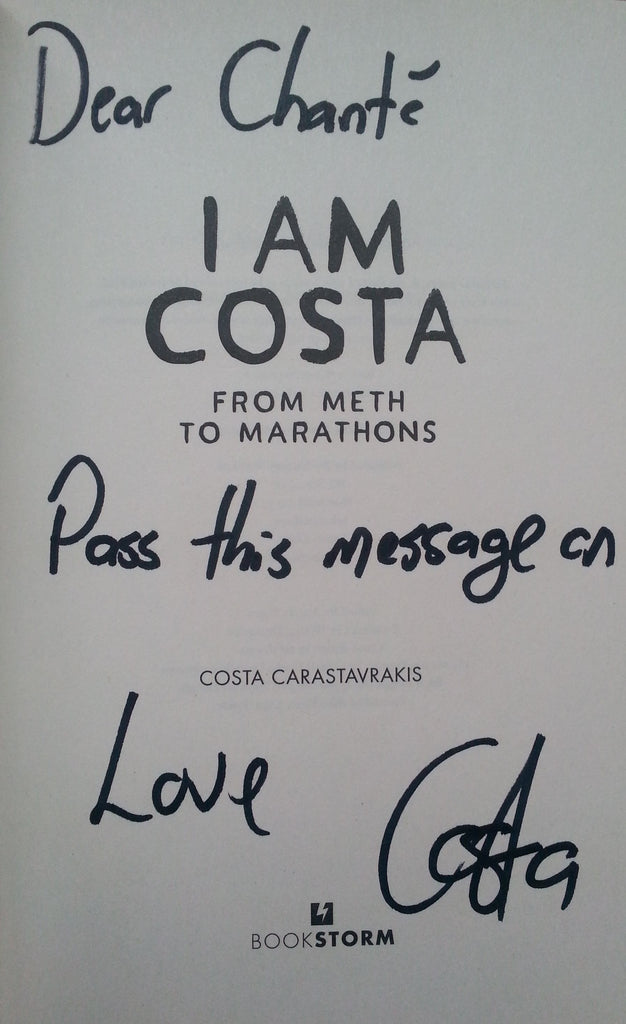 Dear Chanté
I AM
COSTA
FROM METH
TO MARATHONS
Pass this message on
COSTA CARASTAVRAKIS
Love Costa
BOOKSTORM